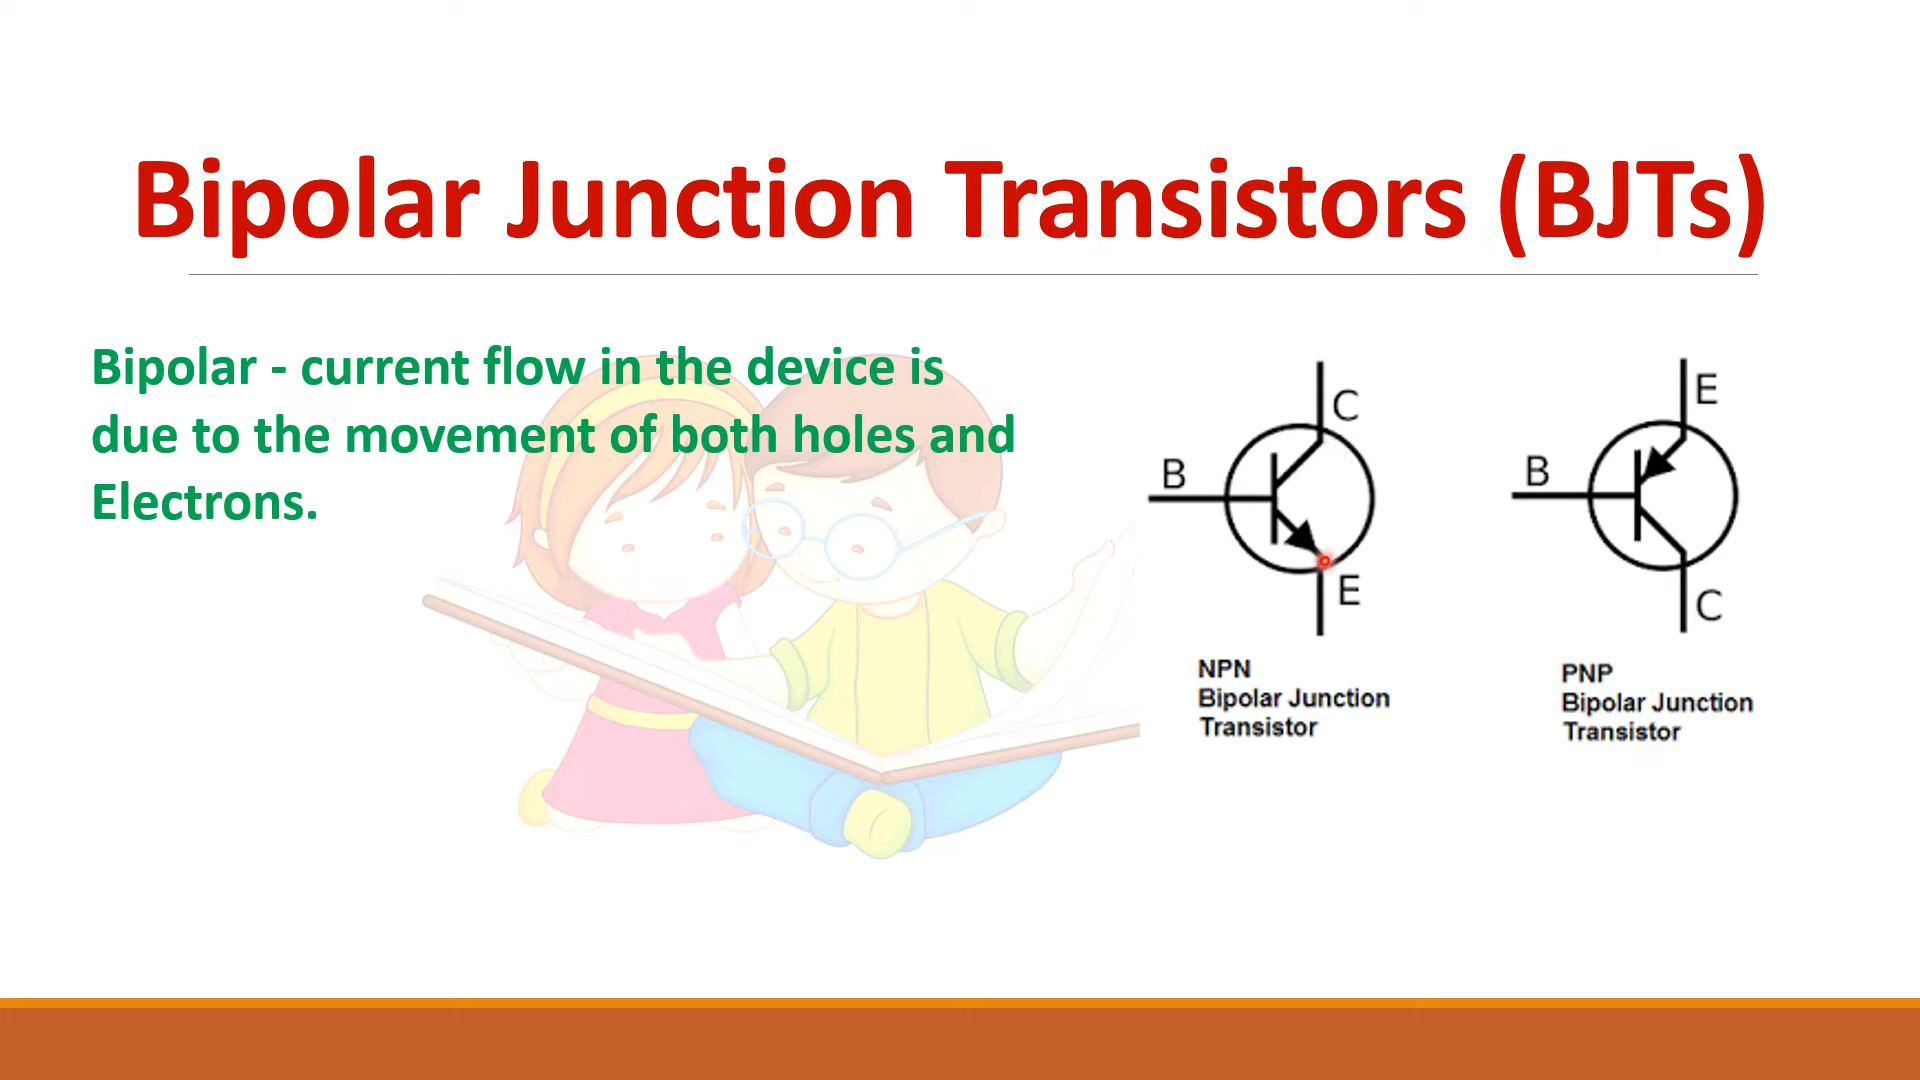 Bipolar Junction Transistors (BJTs)
Bipolar - current flow in the device is
due to the movement of both holes and
Electrons.
C
B
E
NPN
Bipolar Junction
Transistor
E
B
C
PNP
Bipolar Junction
Transistor